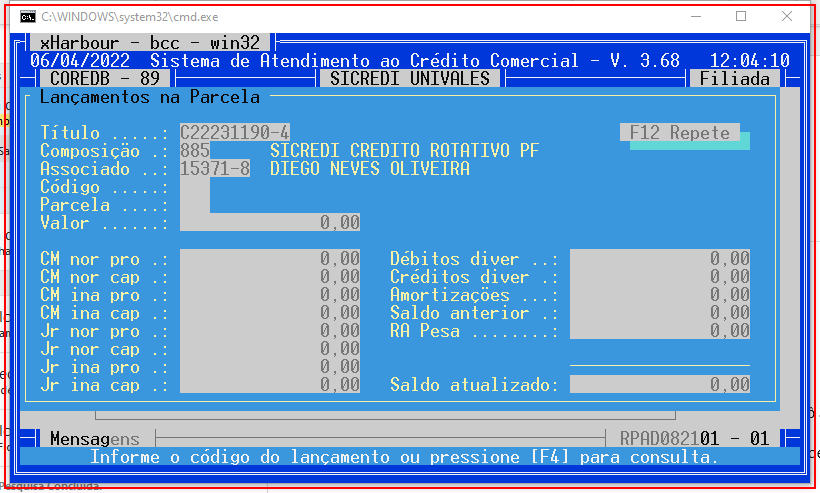 C:\WINDOWS\system32\cmd.exe
xHarbour - bcc - win32
06/04/2022 Sistema de Atendimento ao Crédito Comercial - V. 3.68 12:04:10
COREDB - 89 SICREDI UNIVALES Filiada
Lançamentos na Parcela
Título .....: C22231190-4 F12 Repete
Composição .: 885 SICREDI CREDITO ROTATIVO PF
Associado ..: 15371-8 DIEGO NEVES OLIVEIRA
Código .....:
Parcela ....:
Valor ......: 0,00
CM nor pro .: 0,00 Débitos diver ..: 0,00
CM nor cap .: 0,00 Créditos diver .: 0,00
CM ina pro .: 0,00 Amortizações ...: 0,00
CM ina cap .: 0,00 Saldo anterior .: 0,00
Jr nor pro .: 0,00 RA Pesa ........: 0,00
Jr nor cap .: 0,00
Jr ina pro .: 0,00
Jr ina cap .: 0,00 Saldo atualizado: 0,00
Mensagens RPAD082101 - 01
Informe o código do lançamento ou pressione [F4] para consulta.
Pesquisa Concluída.